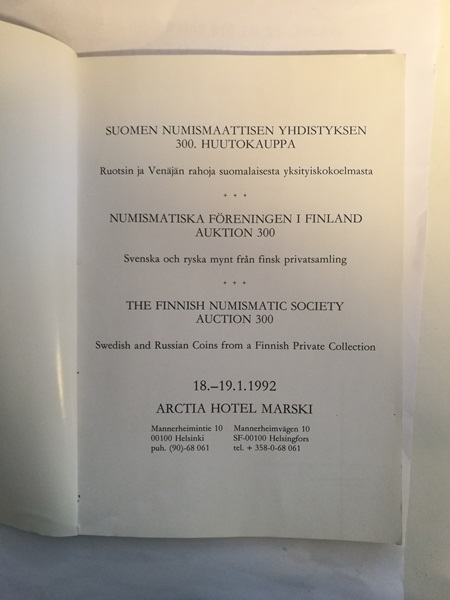 SUOMEN NUMISMAATTISEN YHDISTYKSEN
300. HUUTOKAUPPA
Ruotsin ja Venäjän rahoja suomalaisesta yksityiskokoelmasta
* * *
NUMISMATISKA FÖRENINGEN I FINLAND
AUKTION 300
Svenska och ryska mynt från finsk privatsamling
* * *
THE FINNISH NUMISMATIC SOCIETY
AUCTION 300
Swedish and Russian Coins from a Finnish Private Collection
18.–19.1.1992
ARCTIA HOTEL MARSKI
Mannerheimintie 10
00100 Helsinki
puh. (90)-68 061
Mannerheimvägen 10
SF-00100 Helsingfors
tel. + 358-0-68 061